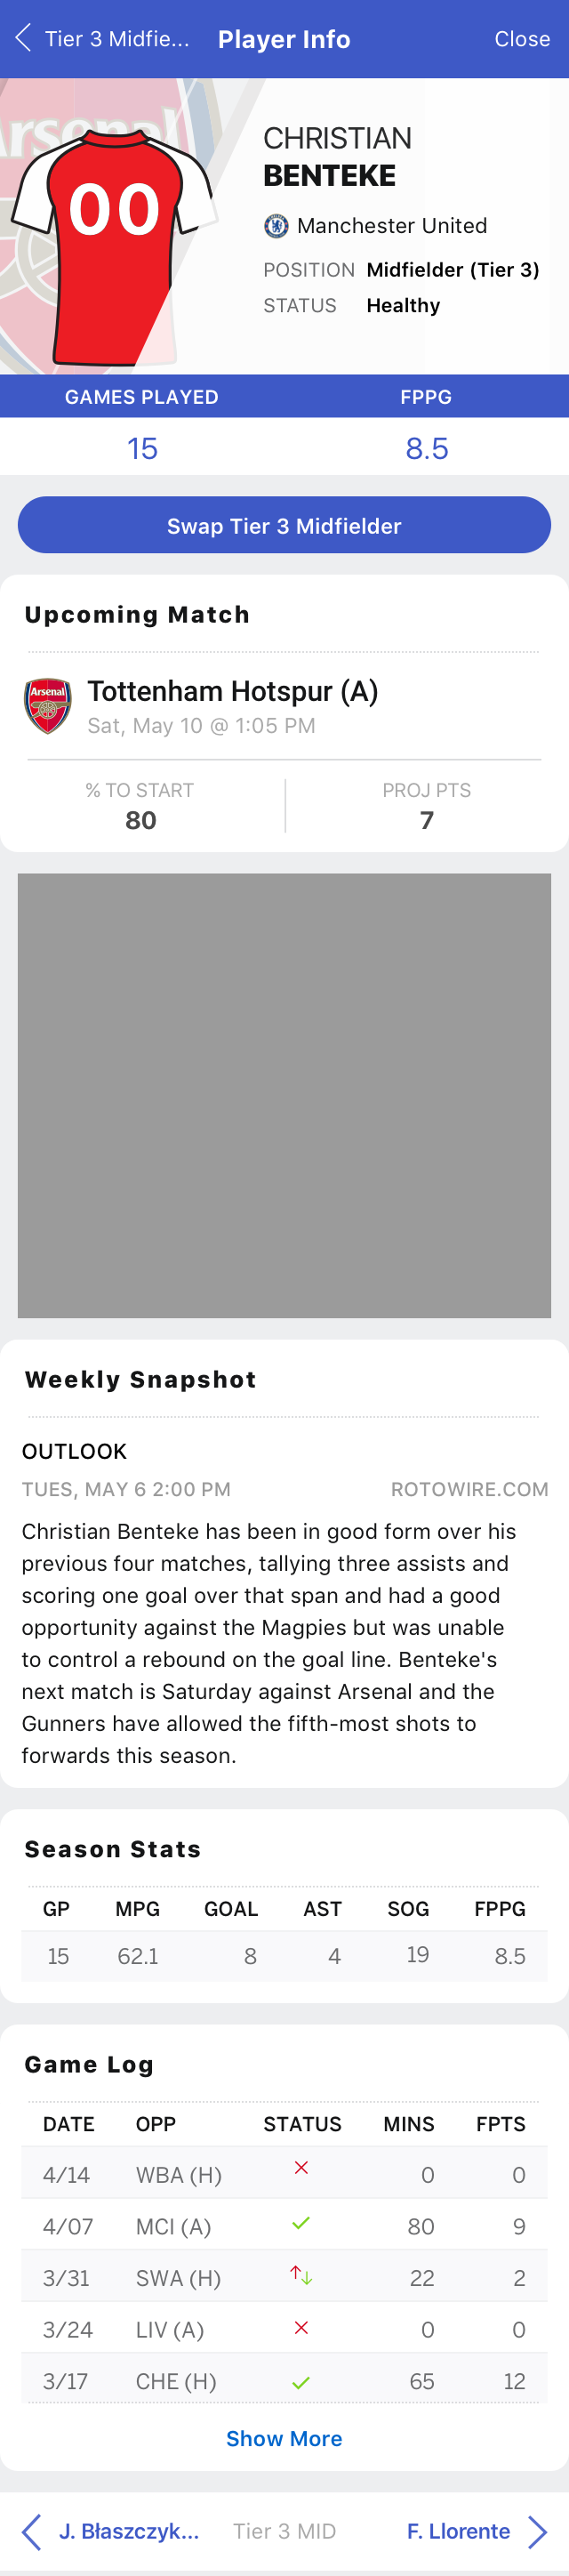 Tier 3 Midfie... Player Info Close
Arsenal
00
CHRISTIAN
BENTEKE
Manchester United
POSITION Midfielder (Tier 3)
STATUS Healthy
GAMES PLAYED FPPG
15 8.5
Swap Tier 3 Midfielder
Upcoming Match
Arsenal
Tottenham Hotspur (A)
Sat, May 10 @ 1:05 PM
% TO START PROJ PTS
80 7
Weekly Snapshot
OUTLOOK
TUES, MAY 6 2:00 PM ROTOWIRE.COM
Christian Benteke has been in good form over his
previous four matches, tallying three assists and
scoring one goal over that span and had a good
opportunity against the Magpies but was unable
to control a rebound on the goal line. Benteke's
next match is Saturday against Arsenal and the
Gunners have allowed the fifth-most shots to
forwards this season.
Season Stats
GP MPG GOAL AST SOG FPPG
15 62.1 8 4 19 8.5
Game Log
DATE OPP STATUS MINS FPTS
4/14 WBA (H) 0 0
4/07 MCI (A) 80 9
3/31 SWA (H) 22 2
3/24 LIV (A) 0 0
3/17 CHE (H) 65 12
Show More
J. Błaszczyk... Tier 3 MID F. Llorente